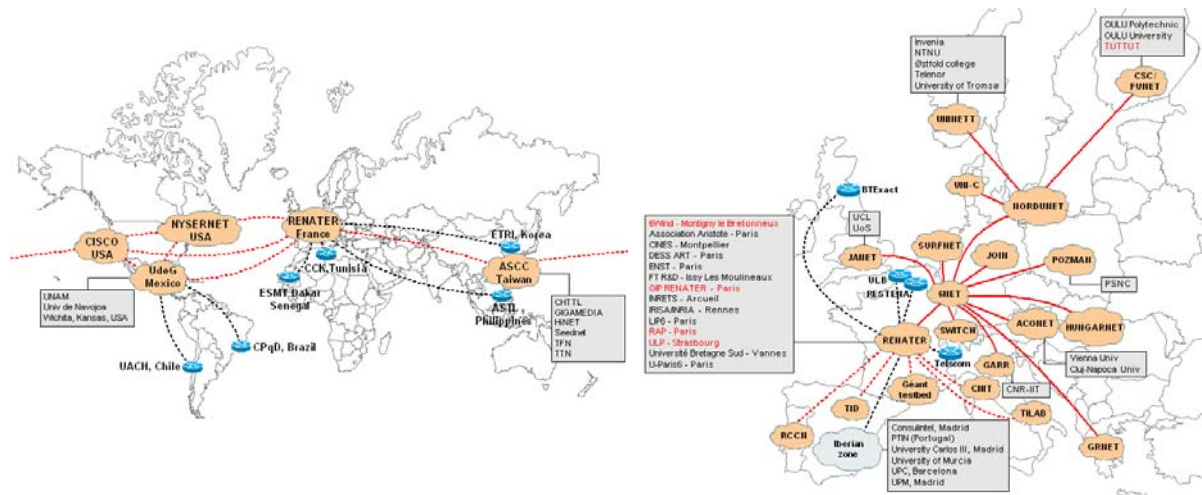 NYSERNET
USA
CISCO
USA
UdeG
Mexico
UNAM
Univ de Navojoa
Wichita, Kansas, USA
UACH, Chile
CPqD, Brazil
RENATER
France
CCK,Tunisia
ESMT,Dakar
Senegal
ETRI, Korea
ASCC
Taiwan
ASTI,
Philippines
CHTTL
GIGAMEDIA
HiNET
Seednet
TFN
TTN
Invenia
NTNU
Østfold college
Telenor
University of Tromsø
OULU Polytechnic
OULU University
TUTTUT
CSC/
FUNET
UNINETT
UNI-C
NORDUNET
BTExact
6Wind - Montigny le Bretonneux
Association Aristote - Paris
CINES - Montpellier
DESS ART - Paris
ENST - Paris
FT R&D - Issy Les Moulineaux
GIP RENATER - Paris
INRETS - Arcueil
IRISA/INRIA - Rennes
LIP6 - Paris
RAP - Paris
ULP - Strasbourg
Université Bretagne Sud - Vannes
U-Paris6 - Paris
UCL
UoS
JANET
SURFNET
JOIN
POZMAN
PSNC
ULB
RESTENA
6NET
ACONET
HUNGARNET
Vienna Univ
Cluj-Napoca Univ
RENATER
SWITCH
Telscom
GARR
CNR-IIT
CNIT
TILAB
GRNET
Géant
testbed
TID
RCCN
Iberian
zone
Consulintel, Madrid
PTIN (Portugal)
University Carlos III, Madrid
University of Murcia
UPC, Barcelona
UPM, Madrid